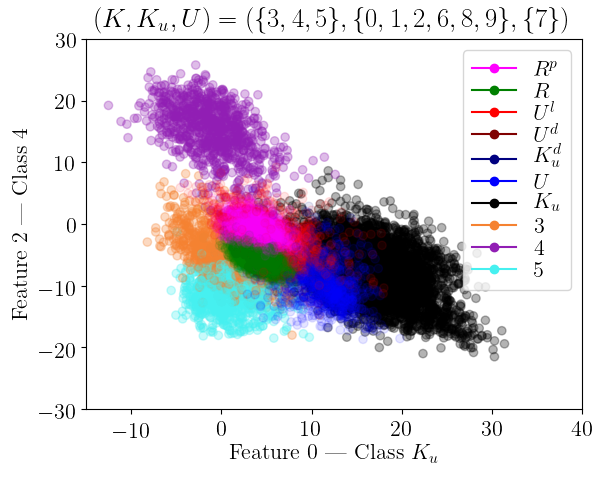 (K, K_u, U) = ({3, 4, 5}, {0, 1, 2, 6, 8, 9}, {7})
Feature 2 — Class 4
30
20
10
0
−10
−20
−30
R^p
R
U^l
U^d
K_u^d
U
K_u
3
4
5
−10
0
10
20
30
40
Feature 0 — Class K_u